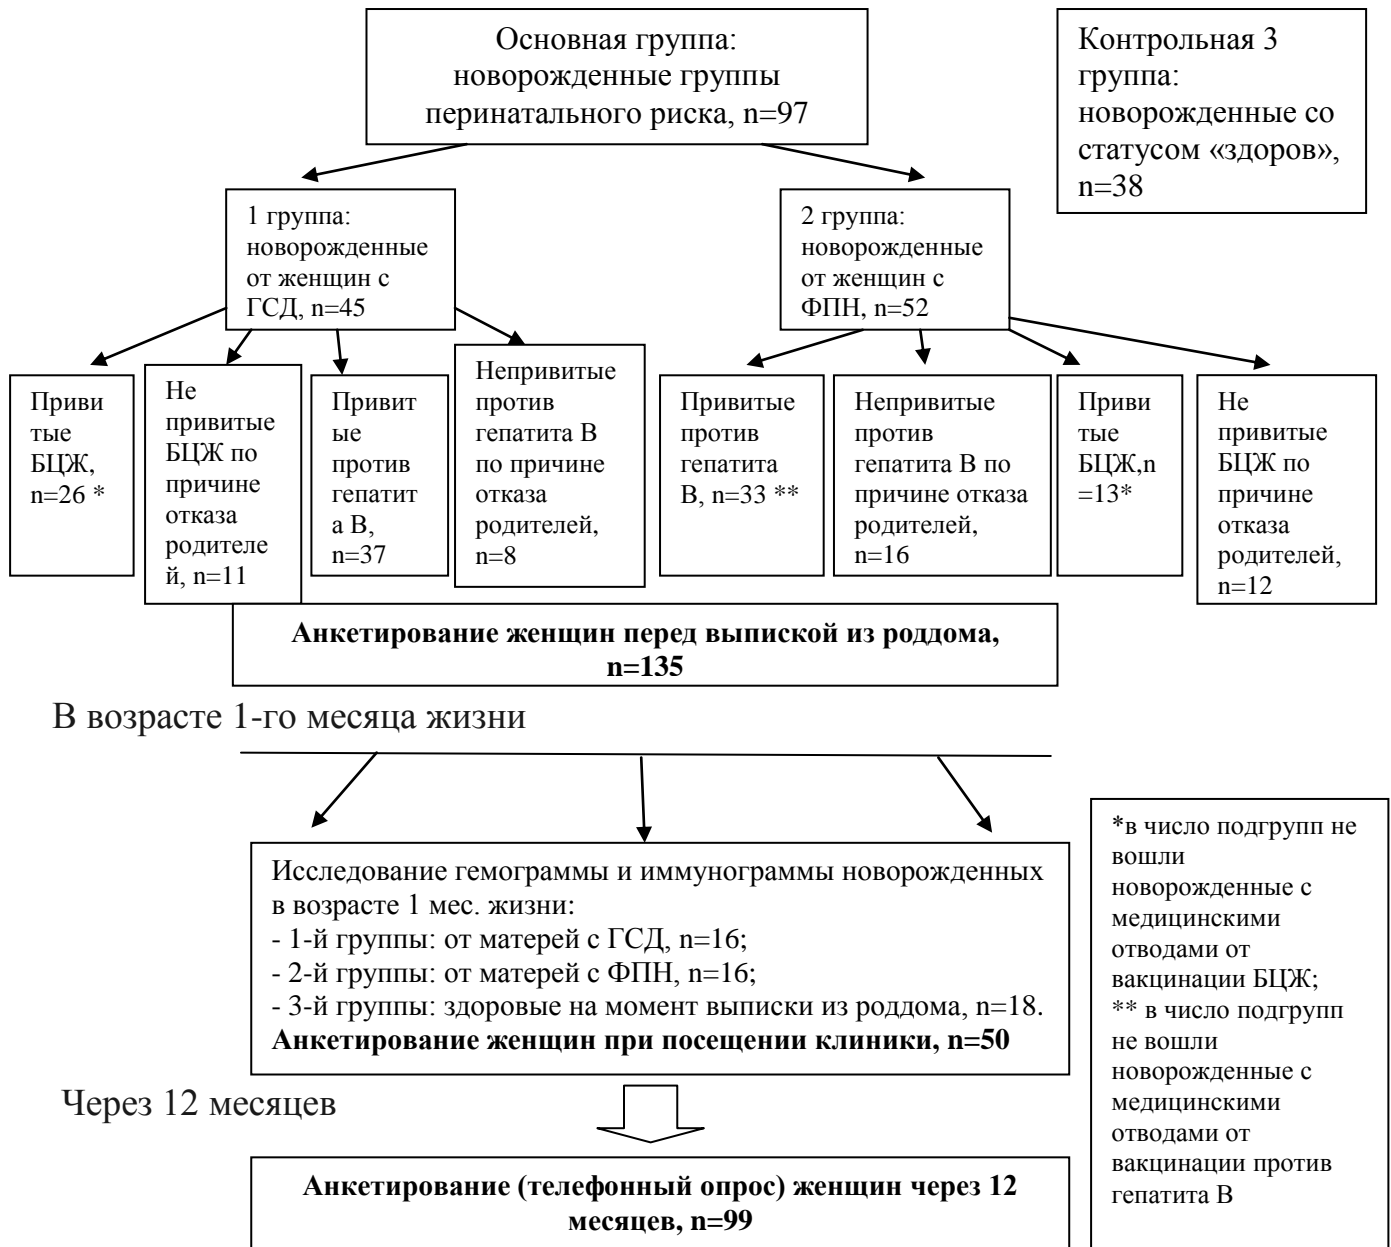 Основная группа:
новорожденные группы
перинатального риска, n=97
Контрольная 3
группа:
новорожденные со
статусом «здоров»,
n=38
1 группа:
новорожденные
от женщин с
ГСД, n=45
2 группа:
новорожденные
от женщин с
ФПН, n=52
Приви
тые
БЦЖ,
n=26 *
Не
привитые
БЦЖ по
причине
отказа
родителе
й, n=11
Привит
ые
против
гепатит
а В,
n=37
Непривитые
против
гепатита В
по причине
отказа
родителей,
n=8
Привитые
против
гепатита
В, n=33 **
Непривитые
против
гепатита В по
причине отказа
родителей,
n=16
Приви
тые
БЦЖ,n
=13*
Не
привитые
БЦЖ по
причине
отказа
родителей,
n=12
Анкетирование женщин перед выпиской из роддома,
n=135
В возрасте 1-го месяца жизни
Исследование гемограммы и иммунограммы новорожденных
в возрасте 1 мес. жизни:
- 1-й группы: от матерей с ГСД, n=16;
- 2-й группы: от матерей с ФПН, n=16;
- 3-й группы: здоровые на момент выписки из роддома, n=18.
Анкетирование женщин при посещении клиники, n=50
*в число подгрупп не
вошли
новорожденные с
медицинскими
отводами от
вакцинации БЦЖ;
** в число подгрупп
не вошли
новорожденные с
медицинскими
отводами от
вакцинации против
гепатита В
Через 12 месяцев
Анкетирование (телефонный опрос) женщин через 12
месяцев, n=99